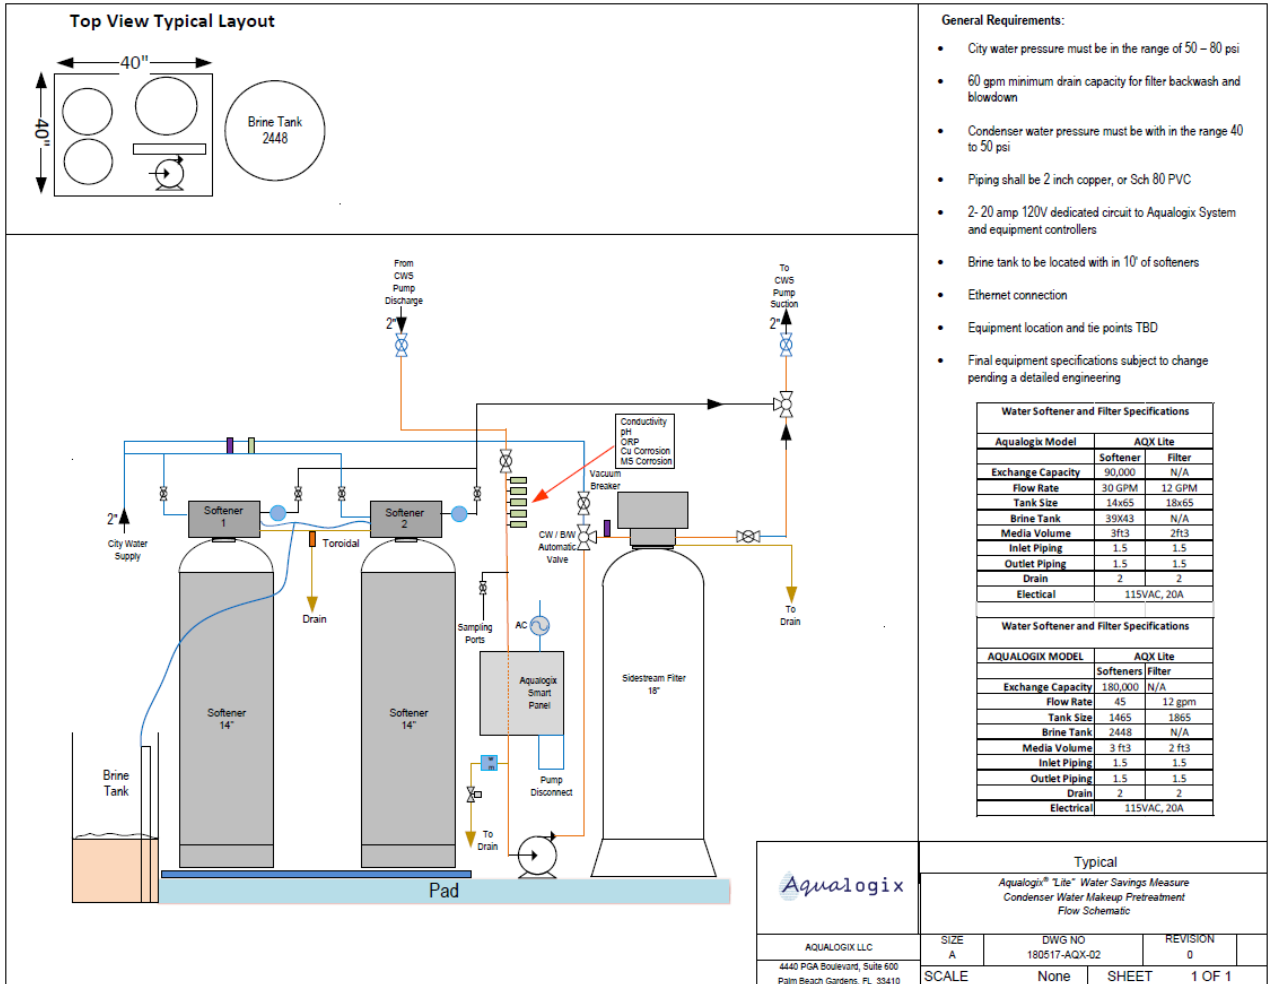 Top View Typical Layout
40"
40"
Brine Tank
2448
From
CWS
Pump
Discharge
2"
To
CWS
Pump
Suction
2"
Conductivity
pH
ORP
Cu Corrosion
MS Corrosion
Vacuum
Breaker
2"
City Water
Supply
Softener
1
Softener
2
Toroidal
Drain
CW / B/W
Automatic
Valve
Sampling
Ports
AC
To
Drain
Aqualogix
Smart
Panel
Sidestream Filter
18"
Softener
14"
Softener
14"
Brine
Tank
Pump
Disconnect
To
Drain
Pad
General Requirements:
• City water pressure must be in the range of 50 – 80 psi
• 60 gpm minimum drain capacity for filter backwash and
blowdown
• Condenser water pressure must be with in the range 40
to 50 psi
• Piping shall be 2 inch copper, or Sch 80 PVC
• 2- 20 amp 120V dedicated circuit to Aqualogix System
and equipment controllers
• Brine tank to be located with in 10' of softeners
• Ethernet connection
• Equipment location and tie points TBD
• Final equipment specifications subject to change
pending a detailed engineering
Water Softener and Filter Specifications
Aqualogix Model AQX Lite
Softener Filter
Exchange Capacity 90,000 N/A
Flow Rate 30 GPM 12 GPM
Tank Size 14x65 18x65
Brine Tank 39X43 N/A
Media Volume 3ft3 2ft3
Inlet Piping 1.5 1.5
Outlet Piping 1.5 1.5
Drain 2 2
Electical 115VAC, 20A
Water Softener and Filter Specifications
AQUALOGIX MODEL AQX Lite
Softeners Filter
Exchange Capacity 180,000 N/A
Flow Rate 45 12 gpm
Tank Size 1465 1865
Brine Tank 2448 N/A
Media Volume 3 ft3 2 ft3
Inlet Piping 1.5 1.5
Outlet Piping 1.5 1.5
Drain 2 2
Electrical 115VAC, 20A
Aqualogix
AQUALOGIX LLC
4440 PGA Boulevard, Suite 600
Palm Beach Gardens, FL 33410
Typical
Aqualogix® "Lite" Water Savings Measure
Condenser Water Makeup Pretreatment
Flow Schematic
SIZE
A
DWG NO
180517-AQX-02
REVISION
0
SCALE None SHEET 1 OF 1